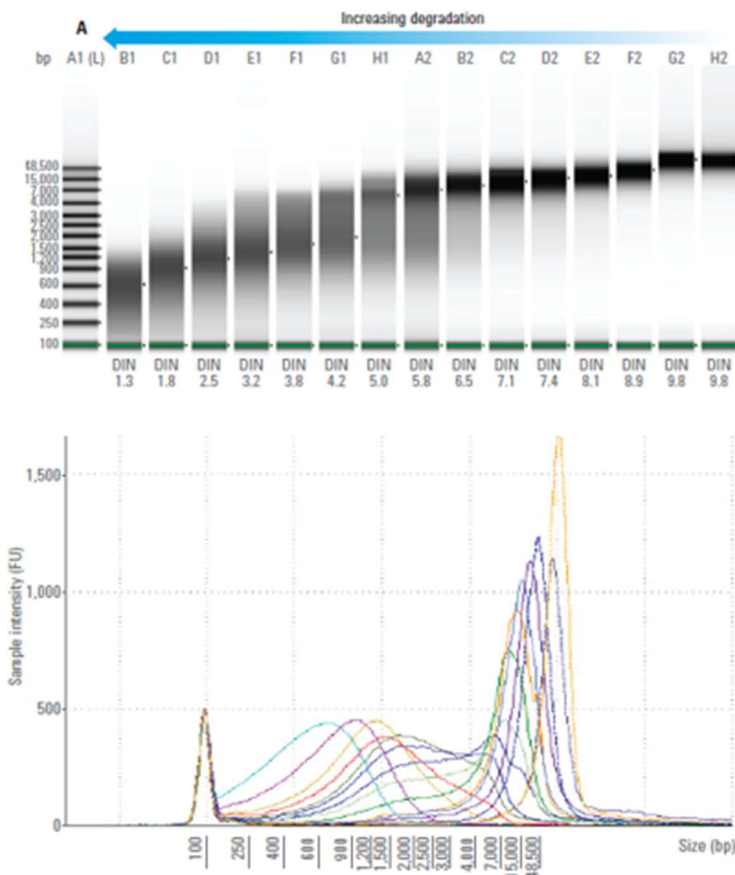 A
Increasing degradation
bp A1 (L) B1 C1 D1 E1 F1 G1 H1 A2 B2 C2 D2 E2 F2 G2 H2
48,500
15,000
7,000
4,000
3,000
2,500
2,000
1,500
1,200
900
600
400
250
100
DIN DIN DIN DIN DIN DIN DIN DIN DIN DIN DIN DIN DIN DIN DIN
1.3 1.8 2.5 3.2 3.8 4.2 5.0 5.8 6.5 7.1 7.4 8.1 8.9 9.8 9.8
Sample intensity (FU)
1,500
1,000
500
0
100 250 400 600 900 1,200 1,500 2,000 2,500 3,000 4,000 7,000 15,000 48,500
Size (bp)